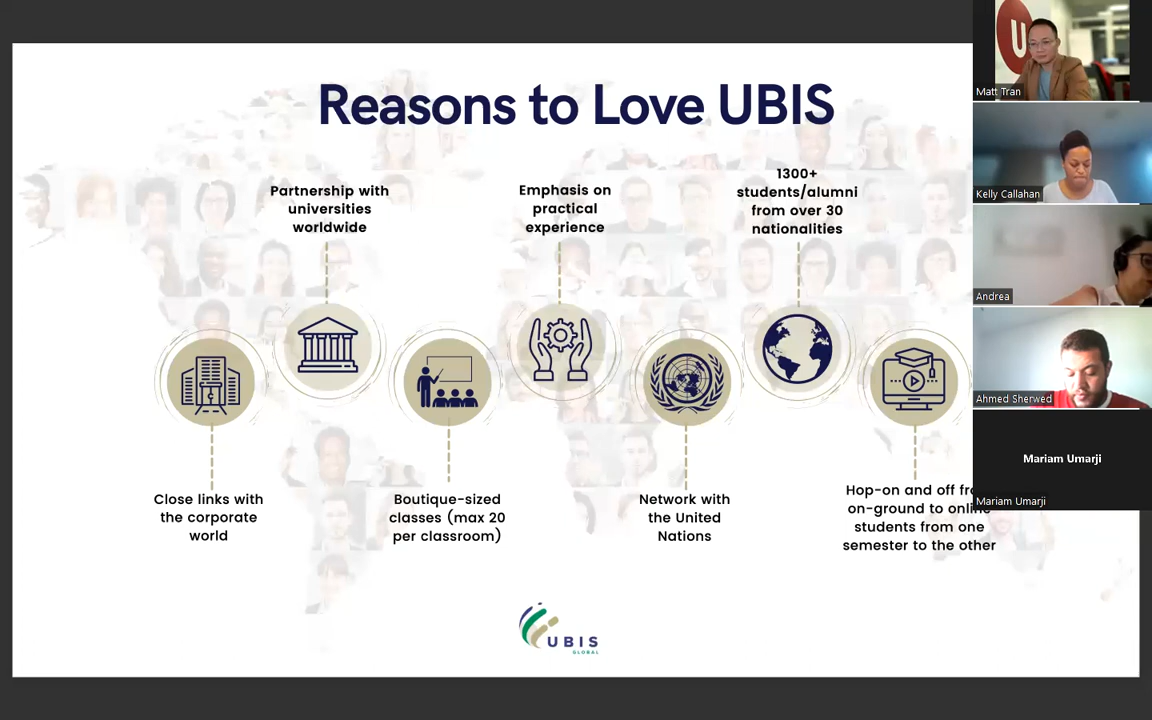 Reasons to Love UBIS
Partnership with
universities
worldwide
Emphasis on
practical
experience
1300+
students/alumni
from over 30
nationalities
Close links with
the corporate
world
Boutique-sized
classes (max 20
per classroom)
Network with
the United
Nations
Hop-on and off
on-ground to online
students from one
semester to the other
UBIS
GLOBAL
U
Matt Tran
Kelly Callahan
Andrea
Ahmed Sherwed
Mariam Umarji
Mariam Umarji